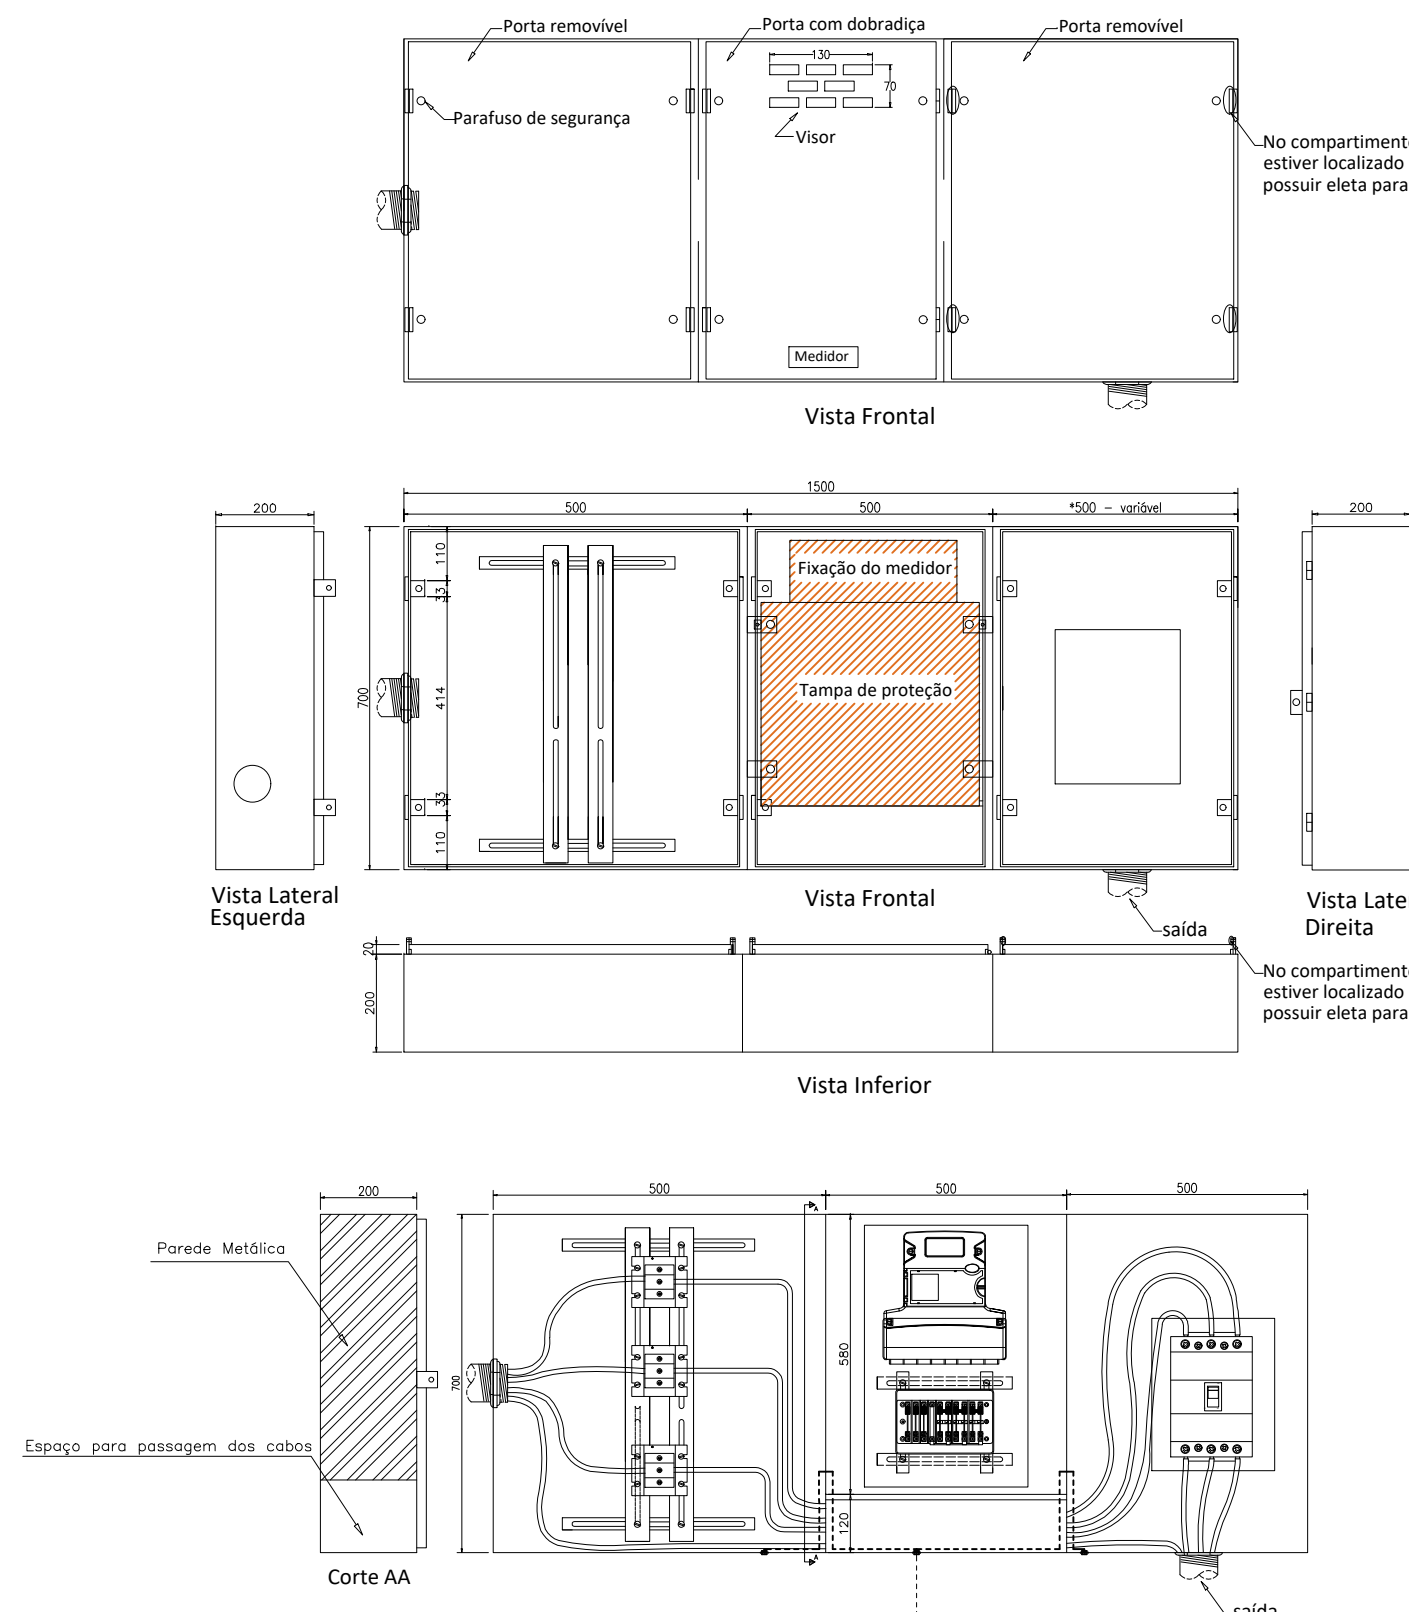 Porta removível
Porta com dobradiça
Porta removível
130
70
Parafuso de segurança
Visor
No compartimento
estiver localizado
possuir eleta para
Medidor
Vista Frontal
1500
200
500
500
*500 - variável
200
110
Fixação do medidor
33
700
414
Tampa de proteção
33
110
Vista Lateral
Esquerda
Vista Frontal
saída
Vista Late
Direita
20
200
No compartimento
estiver localizado
possuir eleta para
Vista Inferior
200
500
500
500
A
Parede Metálica
580
700
Espaço para passagem dos cabos
120
A
Corte AA
saída